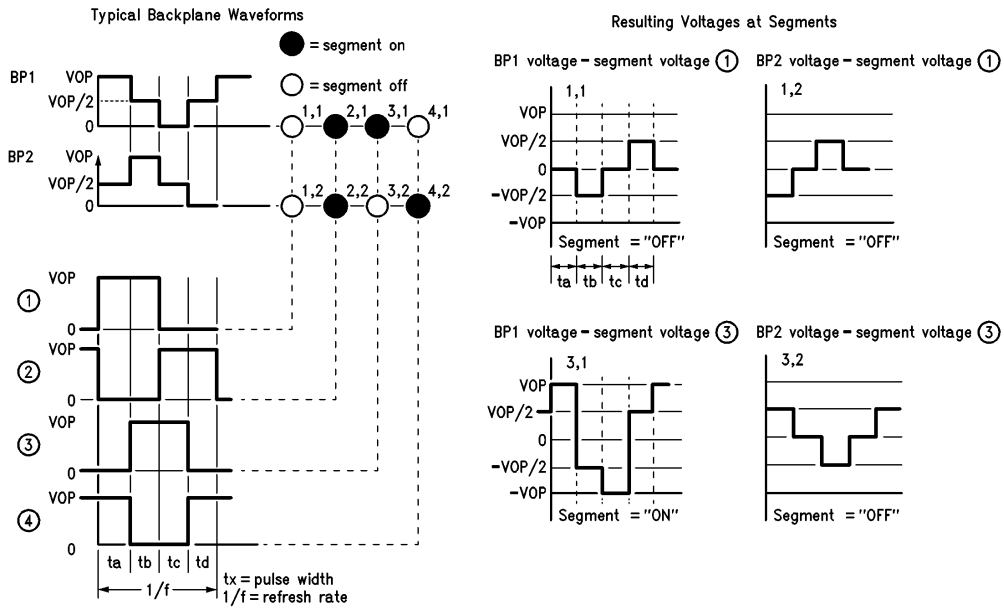 Typical Backplane Waveforms
= segment on
= segment off
BP1
VOP
VOP/2
0
1,1 2,1 3,1 4,1
BP2
VOP
VOP/2
0
1,2 2,2 3,2 4,2
1
VOP
0
2
VOP
0
3
VOP
0
4
VOP
0
ta tb tc td
1/f
tx = pulse width
1/f = refresh rate
Resulting Voltages at Segments
BP1 voltage – segment voltage 1
1,1
VOP
VOP/2
0
–VOP/2
–VOP
Segment = "OFF"
ta tb tc td
BP2 voltage – segment voltage 1
1,2
Segment = "OFF"
BP1 voltage – segment voltage 3
3,1
VOP
VOP/2
0
–VOP/2
–VOP
Segment = "ON"
BP2 voltage – segment voltage 3
3,2
Segment = "OFF"